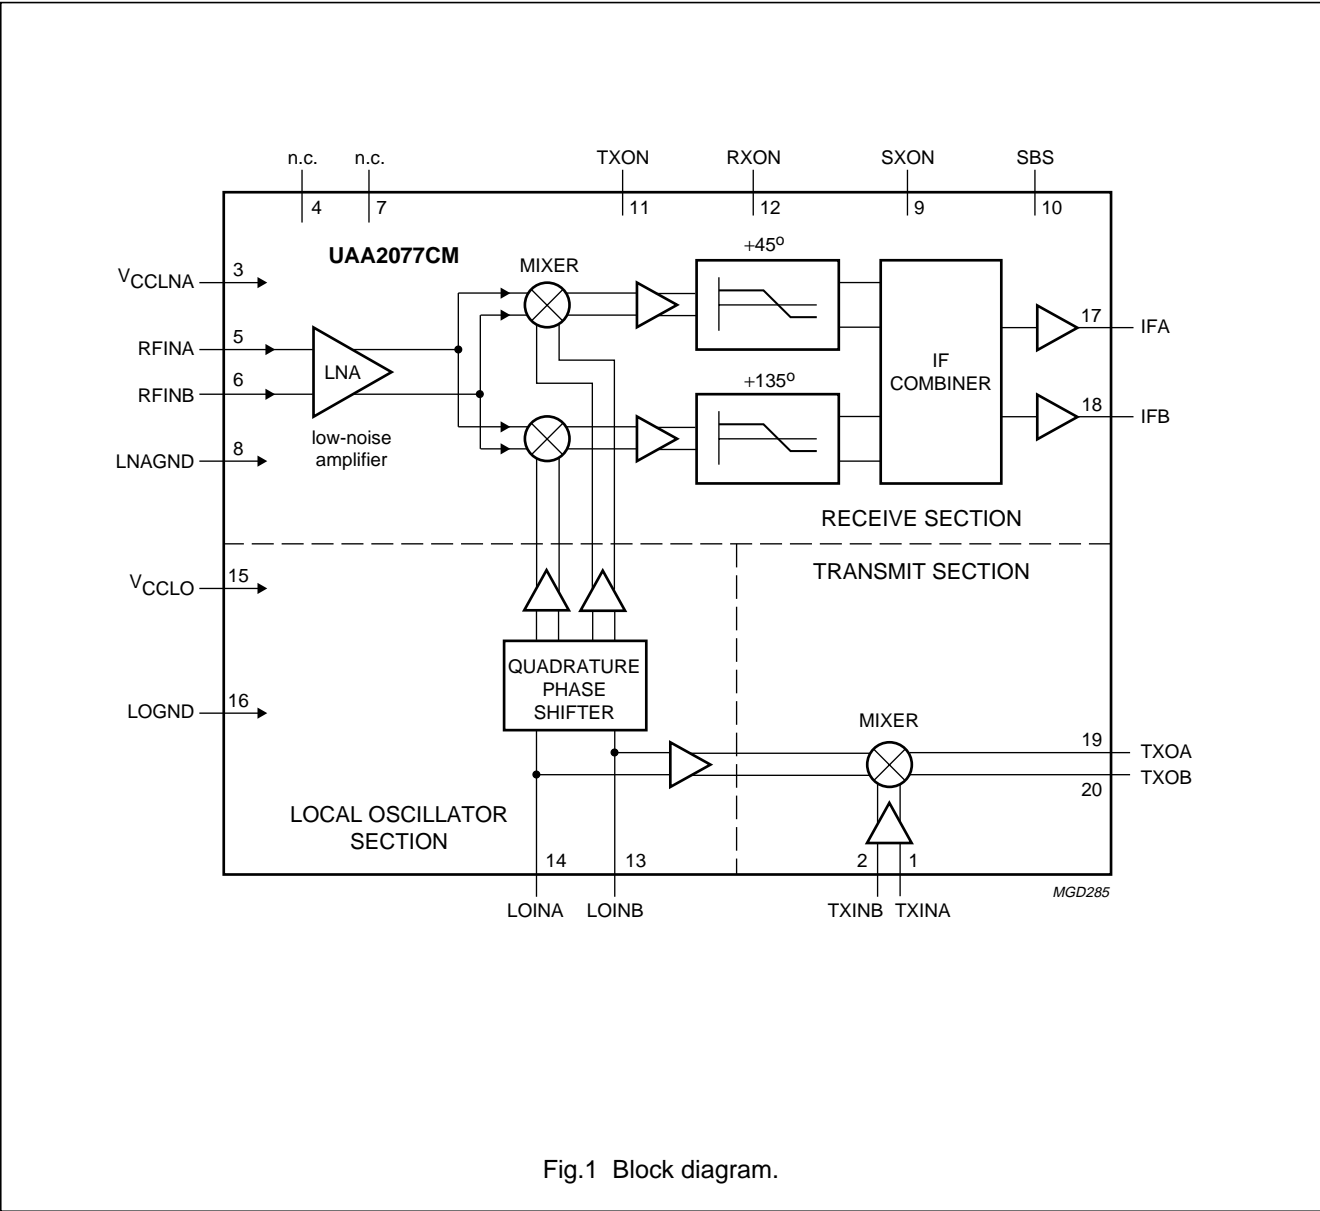 n.c. n.c. TXON RXON SXON SBS
4 7 11 12 9 10
UAA2077CM
VCCLNA 3
RFINA 5
RFINB 6
LNAGND 8
LNA
low-noise
amplifier
MIXER
+45o
+135o
IF
COMBINER
17 IFA
18 IFB
RECEIVE SECTION
TRANSMIT SECTION
VCCLO 15
LOGND 16
QUADRATURE
PHASE
SHIFTER
MIXER
19 TXOA
TXOB
20
LOCAL OSCILLATOR
SECTION
14 13 2 1
LOINA LOINB TXINB TXINA
MGD285
Fig.1 Block diagram.